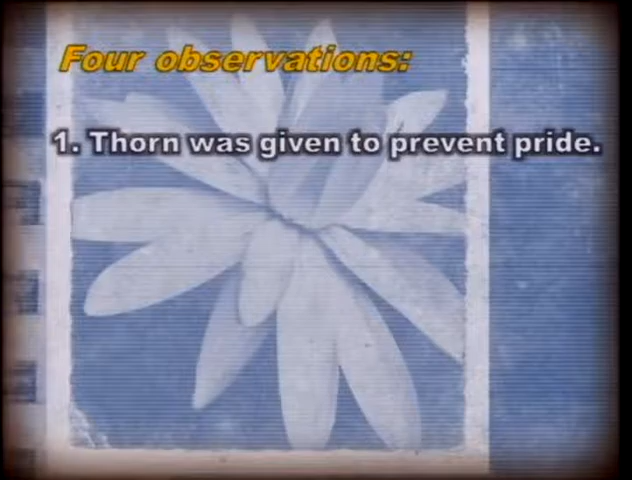 Four observations:
1. Thorn was given to prevent pride.